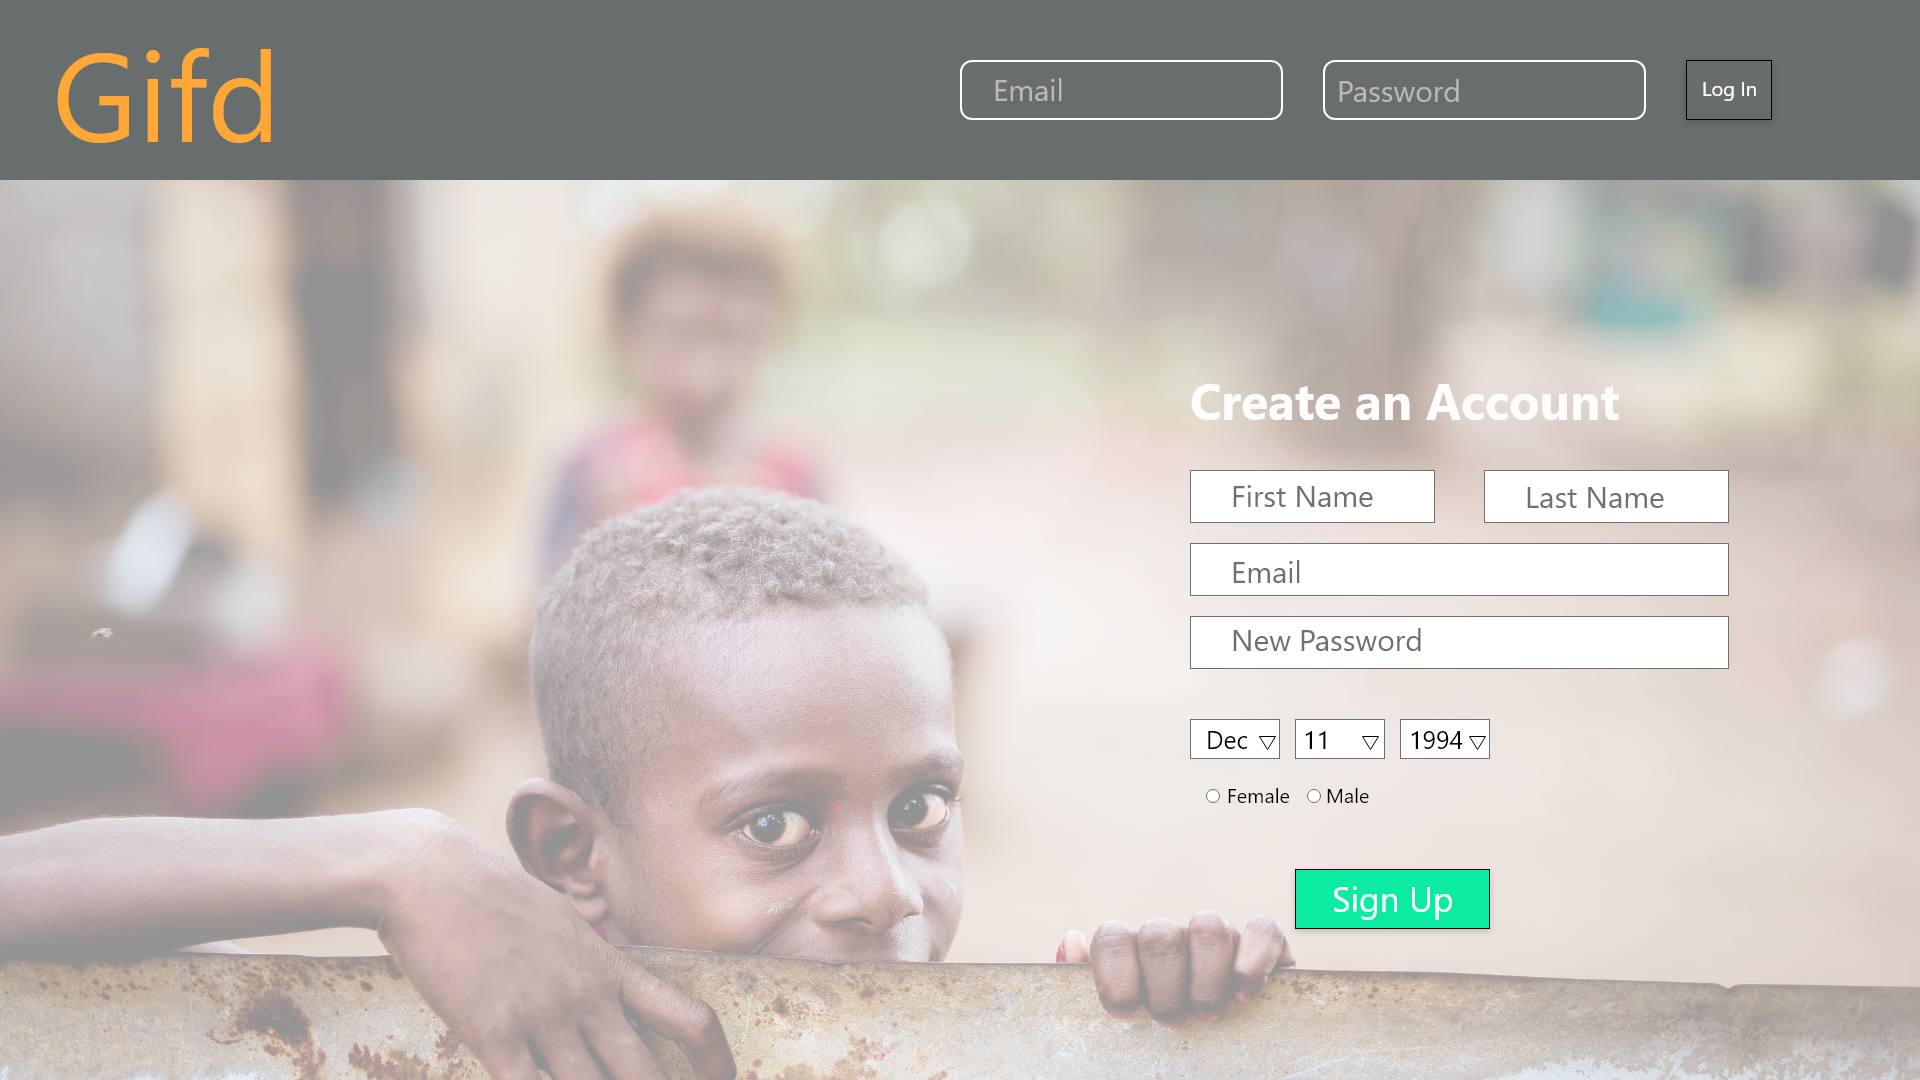 Gifd
Email
Password
Log In
Create an Account
First Name
Last Name
Email
New Password
Dec
11
1994
Female
Male
Sign Up